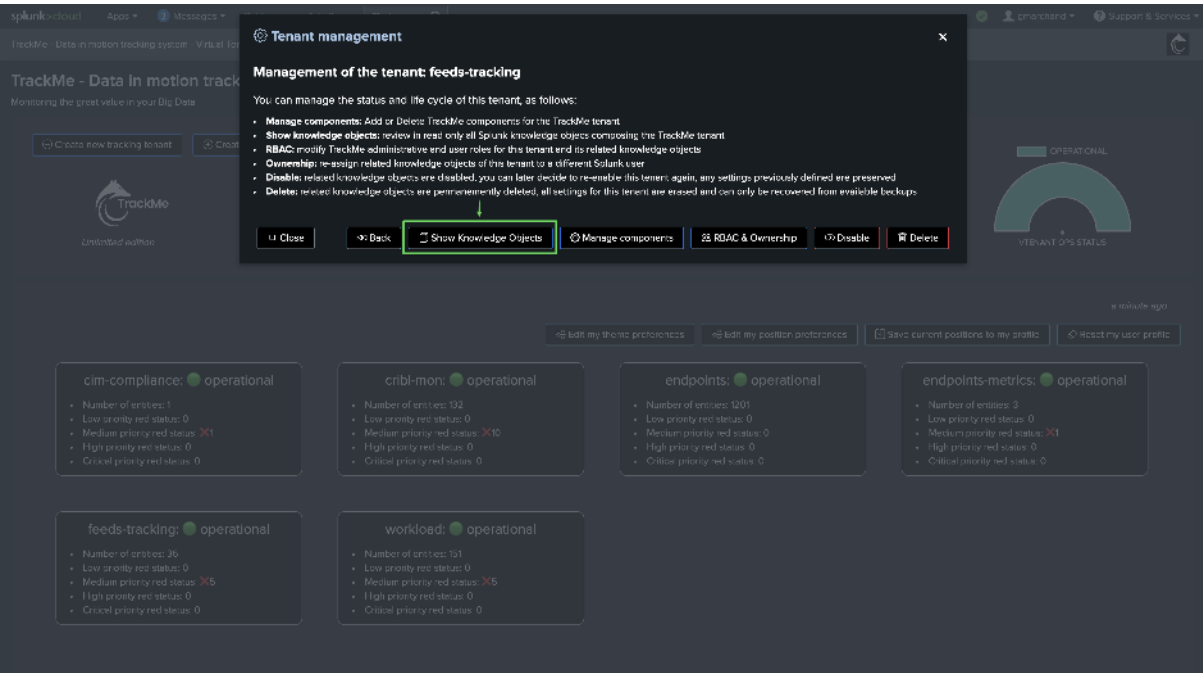 splunk>cloud Apps ▾ 2 Messages ▾ pmarchand ▾ Support & Services ▾
TrackMe - Data in motion tracking system - Virtual Ten
Tenant management
TrackMe - Data in motion track
Monitoring the great value in your Big Data
Management of the tenant: feeds-tracking
You can manage the status and life cycle of this tenant, as follows:
• Manage components: Add or Delete TrackMe components for the TrackMe tenant
• Show knowledge objects: review in read only all Splunk knowledge objecs composing the TrackMe tenant
• RBAC: modify TrackMe administrative end user roles for this tenant end its related knowledge objects
• Ownership: re-assign related knowledge objects of this tenant to a different Splunk user
• Disable: related knowledge objects are disabled, you can later decide to re-enable this tenant again, any settings previously defined are preserved
• Delete: related knowledge objects are permanemently deleted, all settings for this tenant are erased and can only be recovered from available backups
Close Back Show Knowledge Objects Manage components RBAC & Ownership Disable Delete
Create new tracking tenant Creat
TrackMe
Unlimited edition
OPERATIONAL
VTENANT OPS STATUS
a minute ago
Edit my theme preferences Edit my position preferences Save current positions to my profile Reset my user profile
cim-compliance: operational
• Number of entities: 1
• Low priority red status: 0
• Medium priority red status: ❌1
• High priority red status: 0
• Critical priority red status: 0
cribl-mon: operational
• Number of entities: 192
• Low priority red status: 0
• Medium priority red status: ❌10
• High priority red status: 0
• Critical priority red status: 0
endpoints: operational
• Number of entities: 1201
• Low priority red status: 0
• Medium priority red status: 0
• High priority red status: 0
• Critical priority red status: 0
endpoints-metrics: operational
• Number of entities: 3
• Low priority red status: 0
• Medium priority red status: ❌1
• High priority red status: 0
• Critical priority red status: 0
feeds-tracking: operational
• Number of entities: 36
• Low priority red status: 0
• Medium priority red status: ❌5
• High priority red status: 0
• Critical priority red status: 0
workload: operational
• Number of entities: 151
• Low priority red status: 0
• Medium priority red status: ❌5
• High priority red status: 0
• Critical priority red status: 0